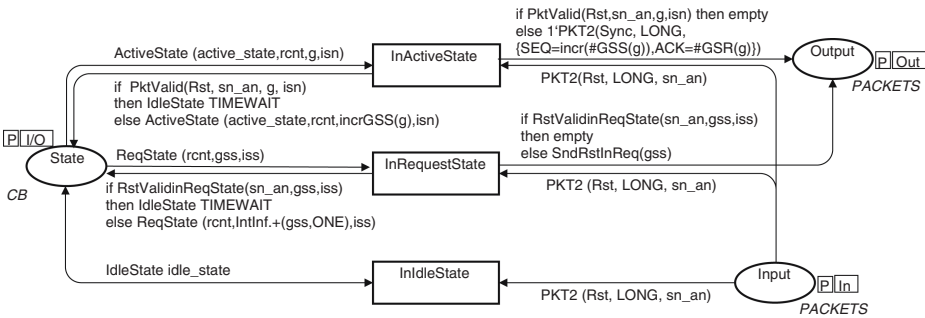 if PktValid(Rst,sn_an,g,isn) then empty
else 1‘PKT2(Sync, LONG,
{SEQ=incr(#GSS(g)),ACK=#GSR(g)})
ActiveState (active_state,rcnt,g,isn)
InActiveState
Output
P Out
PACKETS
PKT2(Rst, LONG, sn_an)
if PktValid(Rst, sn_an, g, isn)
then IdleState TIMEWAIT
else ActiveState (active_state,rcnt,incrGSS(g),isn)
if RstValidinReqState(sn_an,gss,iss)
then empty
else SndRstInReq(gss)
P I/O
State
CB
ReqState (rcnt,gss,iss)
InRequestState
PKT2 (Rst, LONG, sn_an)
if RstValidinReqState(sn_an,gss,iss)
then IdleState TIMEWAIT
else ReqState (rcnt,IntInf.+(gss,ONE),iss)
IdleState idle_state
InIdleState
PKT2 (Rst, LONG, sn_an)
Input
P In
PACKETS